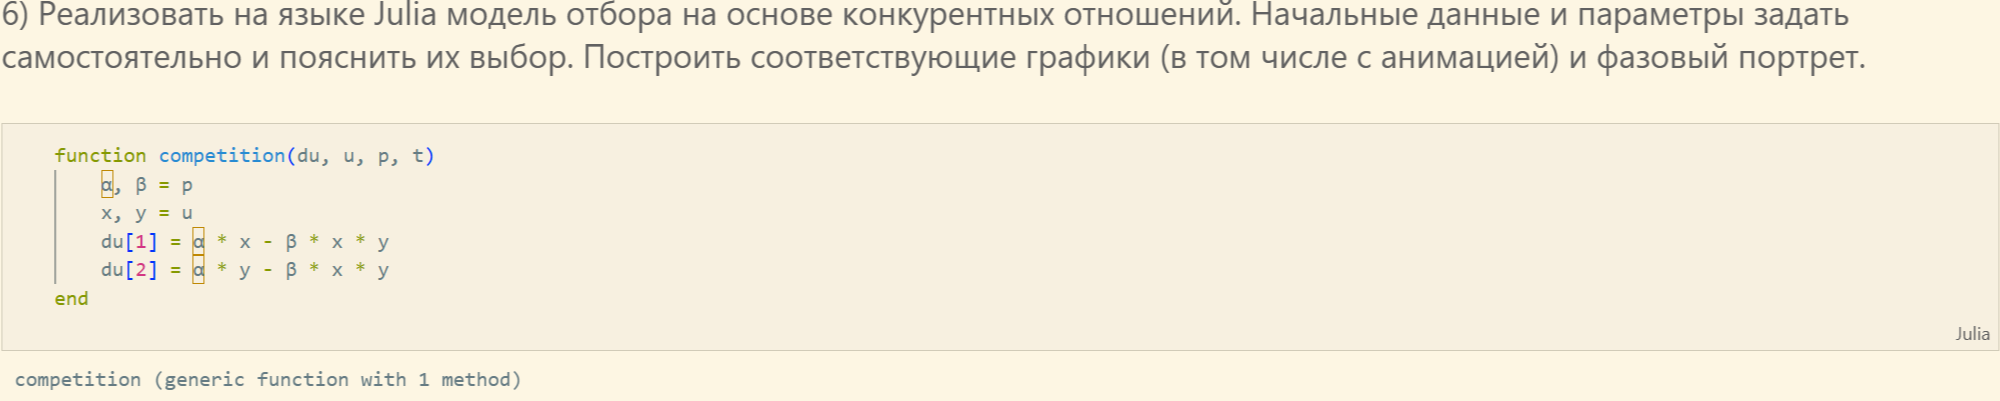 6) Реализовать на языке Julia модель отбора на основе конкурентных отношений. Начальные данные и параметры задать
самостоятельно и пояснить их выбор. Построить соответствующие графики (в том числе с анимацией) и фазовый портрет.
function competition(du, u, p, t)
α, β = p
x, y = u
du[1] = α * x - β * x * y
du[2] = α * y - β * x * y
end
Julia
competition (generic function with 1 method)